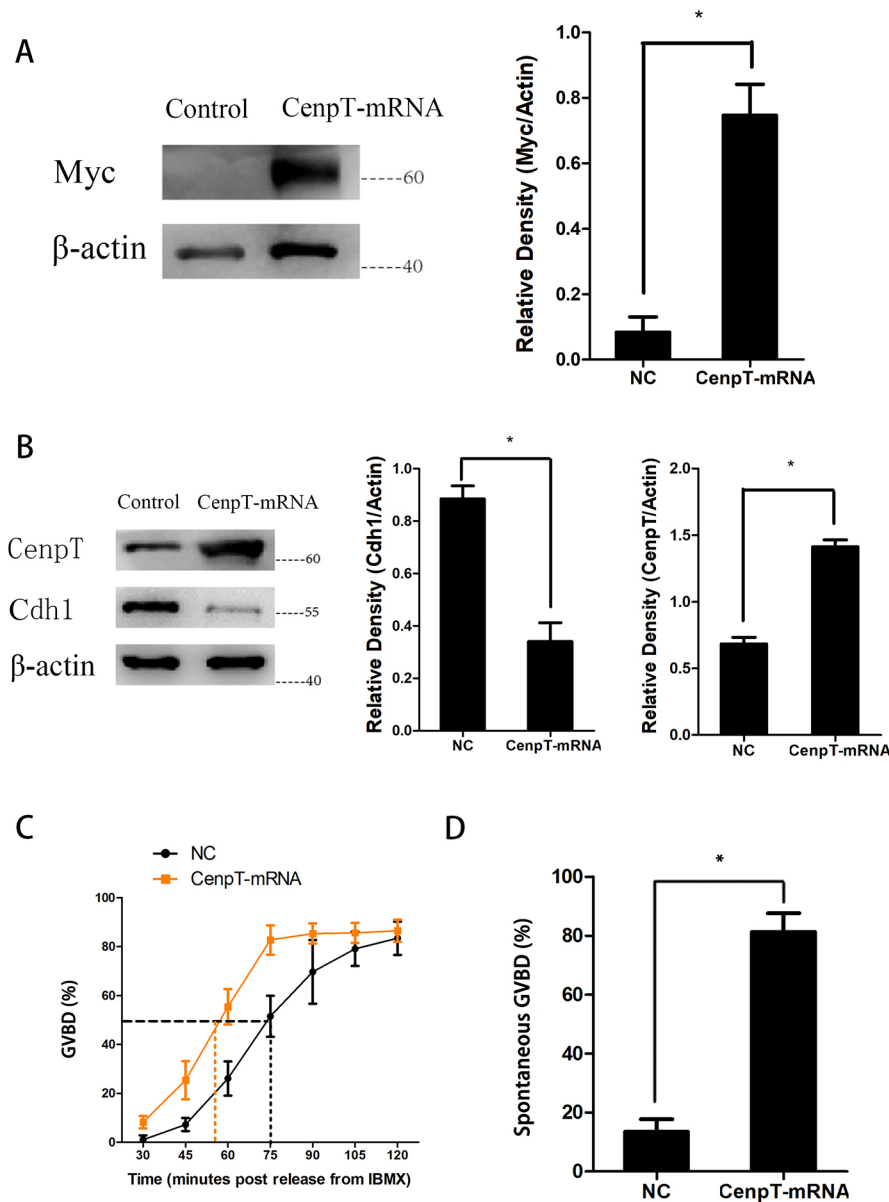 A
Control CenpT-mRNA
Myc
-----60
β-actin
-----40
*
Relative Density (Myc/Actin)
1.0
0.8
0.6
0.4
0.2
0.0
NC CenpT-mRNA
B
Control CenpT-mRNA
CenpT
-----60
Cdh1
-----55
β-actin
-----40
*
Relative Density (Cdh1/Actin)
1.0
0.8
0.6
0.4
0.2
0.0
NC CenpT-mRNA
*
Relative Density (CenpT/Actin)
2.0
1.5
1.0
0.5
0.0
NC CenpT-mRNA
C
NC
CenpT-mRNA
GVBD (%)
100
80
60
40
20
0
30 45 60 75 90 105 120
Time (minutes post release from IBMX)
D
*
Spontaneous GVBD (%)
100
80
60
40
20
0
NC CenpT-mRNA